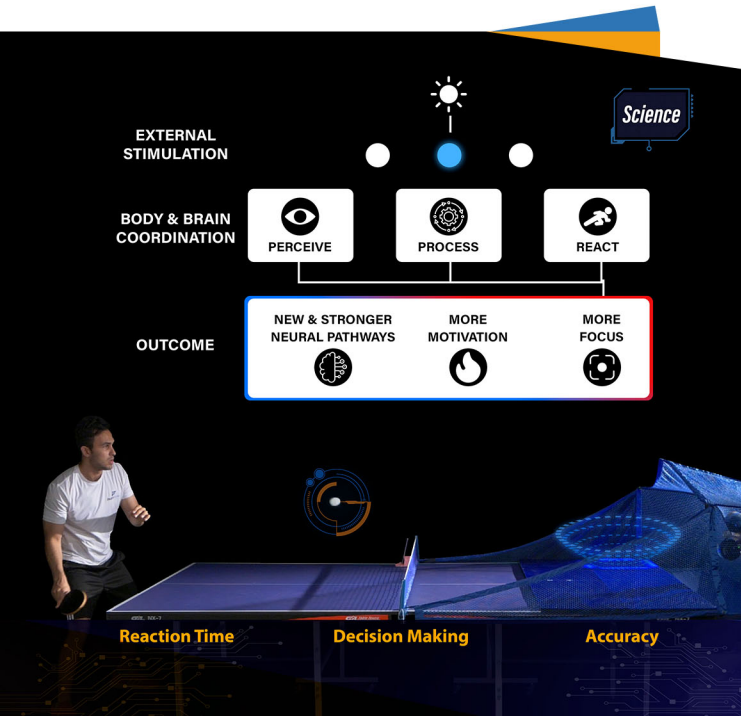 Science
EXTERNAL
STIMULATION
BODY & BRAIN
COORDINATION
PERCEIVE
PROCESS
REACT
OUTCOME
NEW & STRONGER
NEURAL PATHWAYS
MORE
MOTIVATION
MORE
FOCUS
Reaction Time
Decision Making
Accuracy